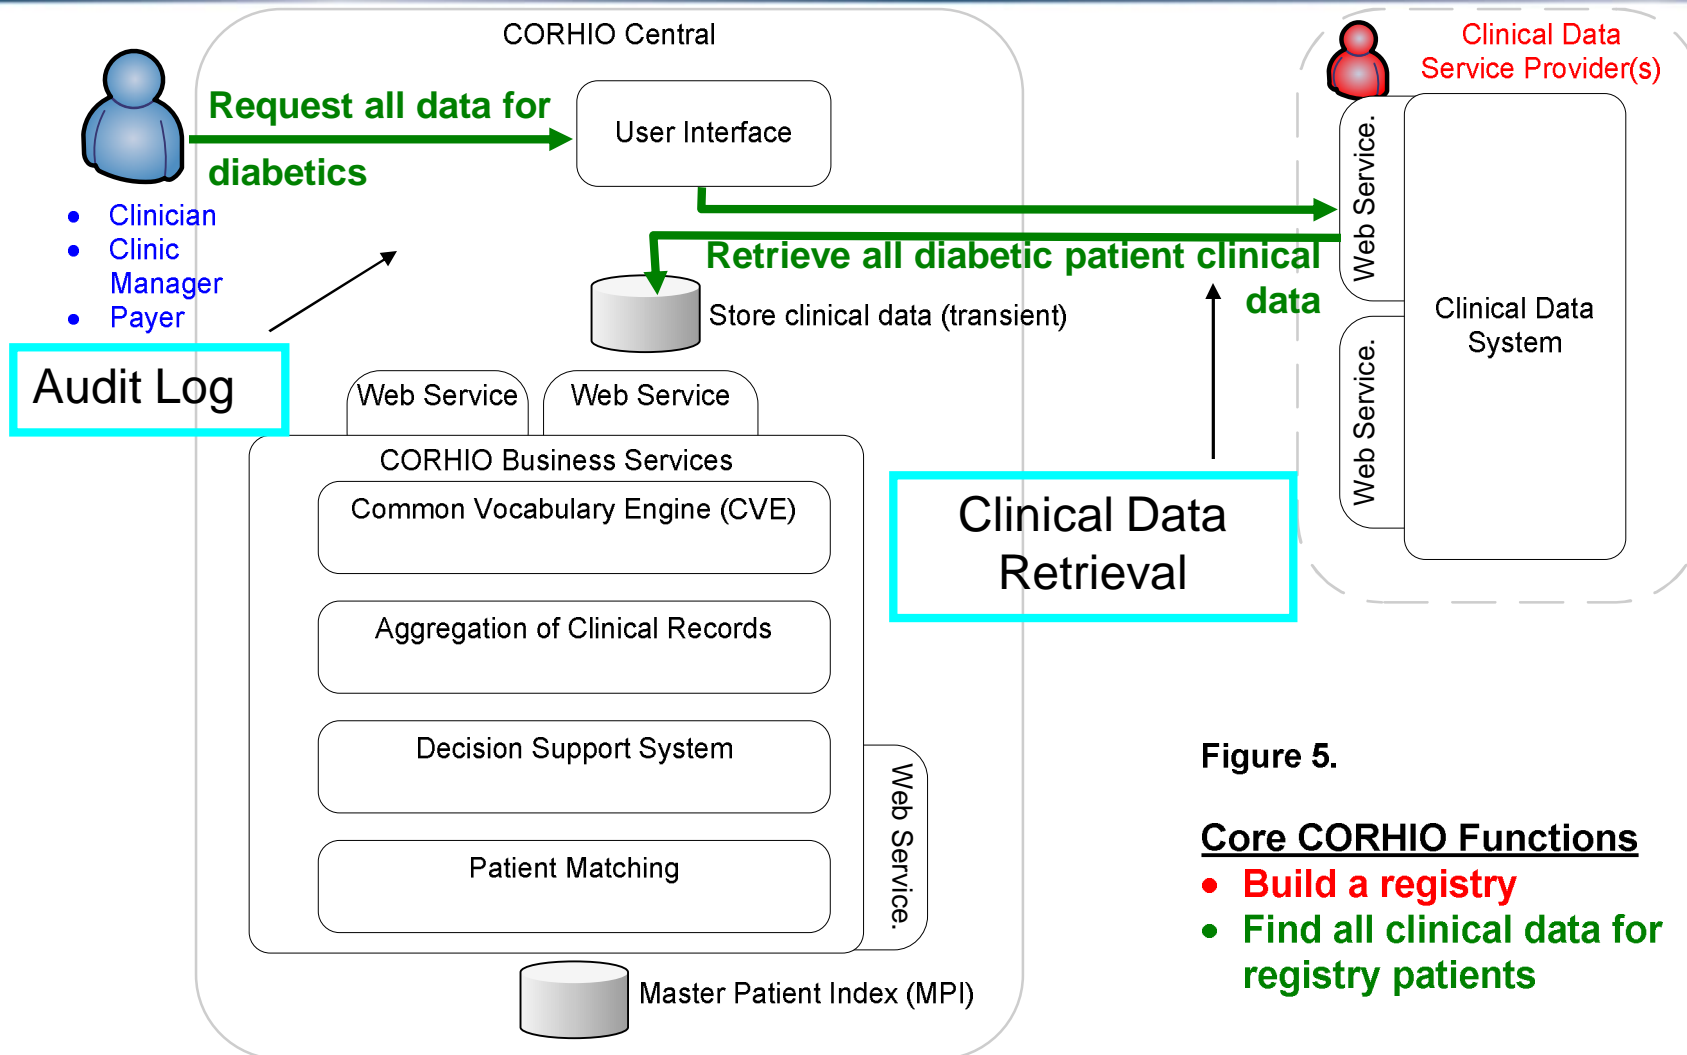 CORHIO Central
Clinical Data
Service Provider(s)
Request all data for
diabetics
User Interface
• Clinician
• Clinic
Manager
• Payer
Web Service.
Retrieve all diabetic patient clinical
data
Store clinical data (transient)
Clinical Data
System
Web Service.
Audit Log
Web Service
Web Service
CORHIO Business Services
Common Vocabulary Engine (CVE)
Clinical Data
Retrieval
Aggregation of Clinical Records
Decision Support System
Web Service.
Patient Matching
Master Patient Index (MPI)
Figure 5.
Core CORHIO Functions
• Build a registry
• Find all clinical data for
registry patients